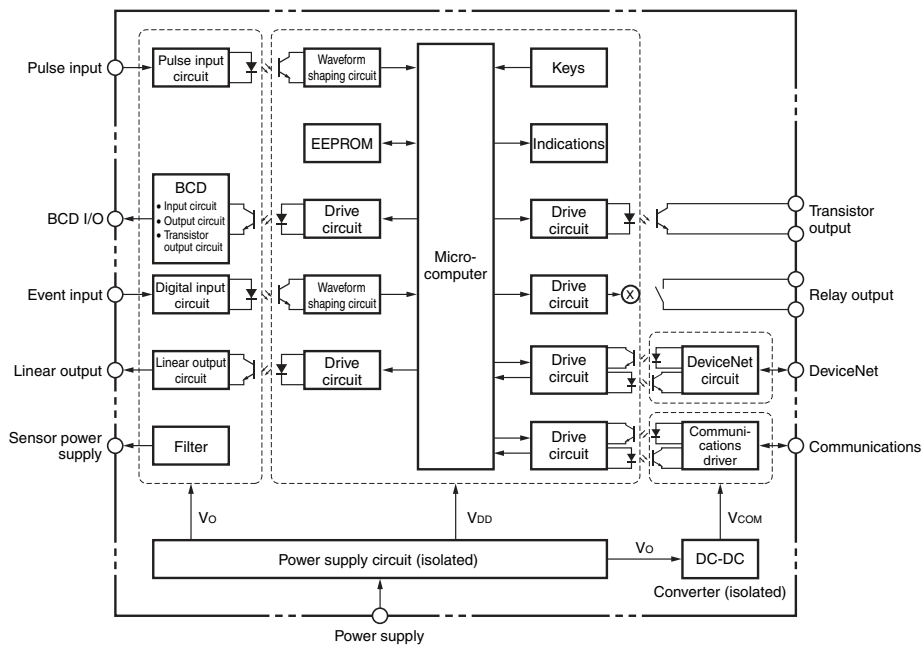 Pulse input
Pulse input
circuit
Waveform
shaping circuit
Keys
EEPROM
Indications
BCD I/O
BCD
• Input circuit
• Output circuit
• Transistor
output circuit
Drive
circuit
Micro-
computer
Drive
circuit
Transistor
output
Event input
Digital input
circuit
Waveform
shaping circuit
Drive
circuit
X
Relay output
Linear output
Linear output
circuit
Drive
circuit
Drive
circuit
DeviceNet
circuit
DeviceNet
Sensor power
supply
Filter
Drive
circuit
Communi-
cations
driver
Communications
VO
VDD
VCOM
Power supply circuit (isolated)
VO
DC-DC
Converter (isolated)
Power supply